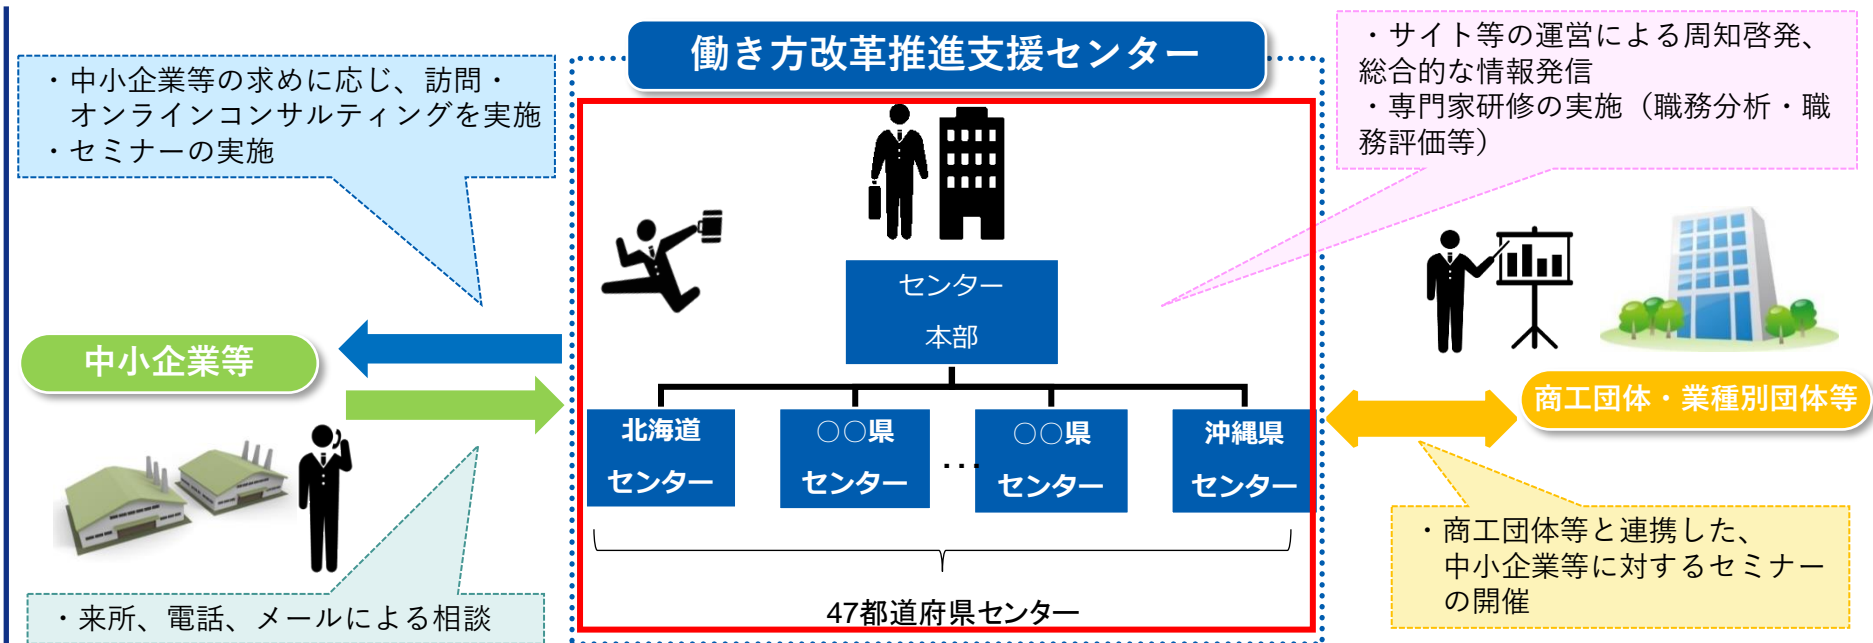 働き方改革推進支援センター
・中小企業等の求めに応じ、訪問・
オンラインコンサルティングを実施
・セミナーの実施
・サイト等の運営による周知啓発、
総合的な情報発信
・専門家研修の実施（職務分析・職
務評価等）
センター
本部
中小企業等
商工団体・業種別団体等
北海道
センター
○○県
センター
…
○○県
センター
沖縄県
センター
47都道府県センター
・来所、電話、メールによる相談
・商工団体等と連携した、
中小企業等に対するセミナー
の開催